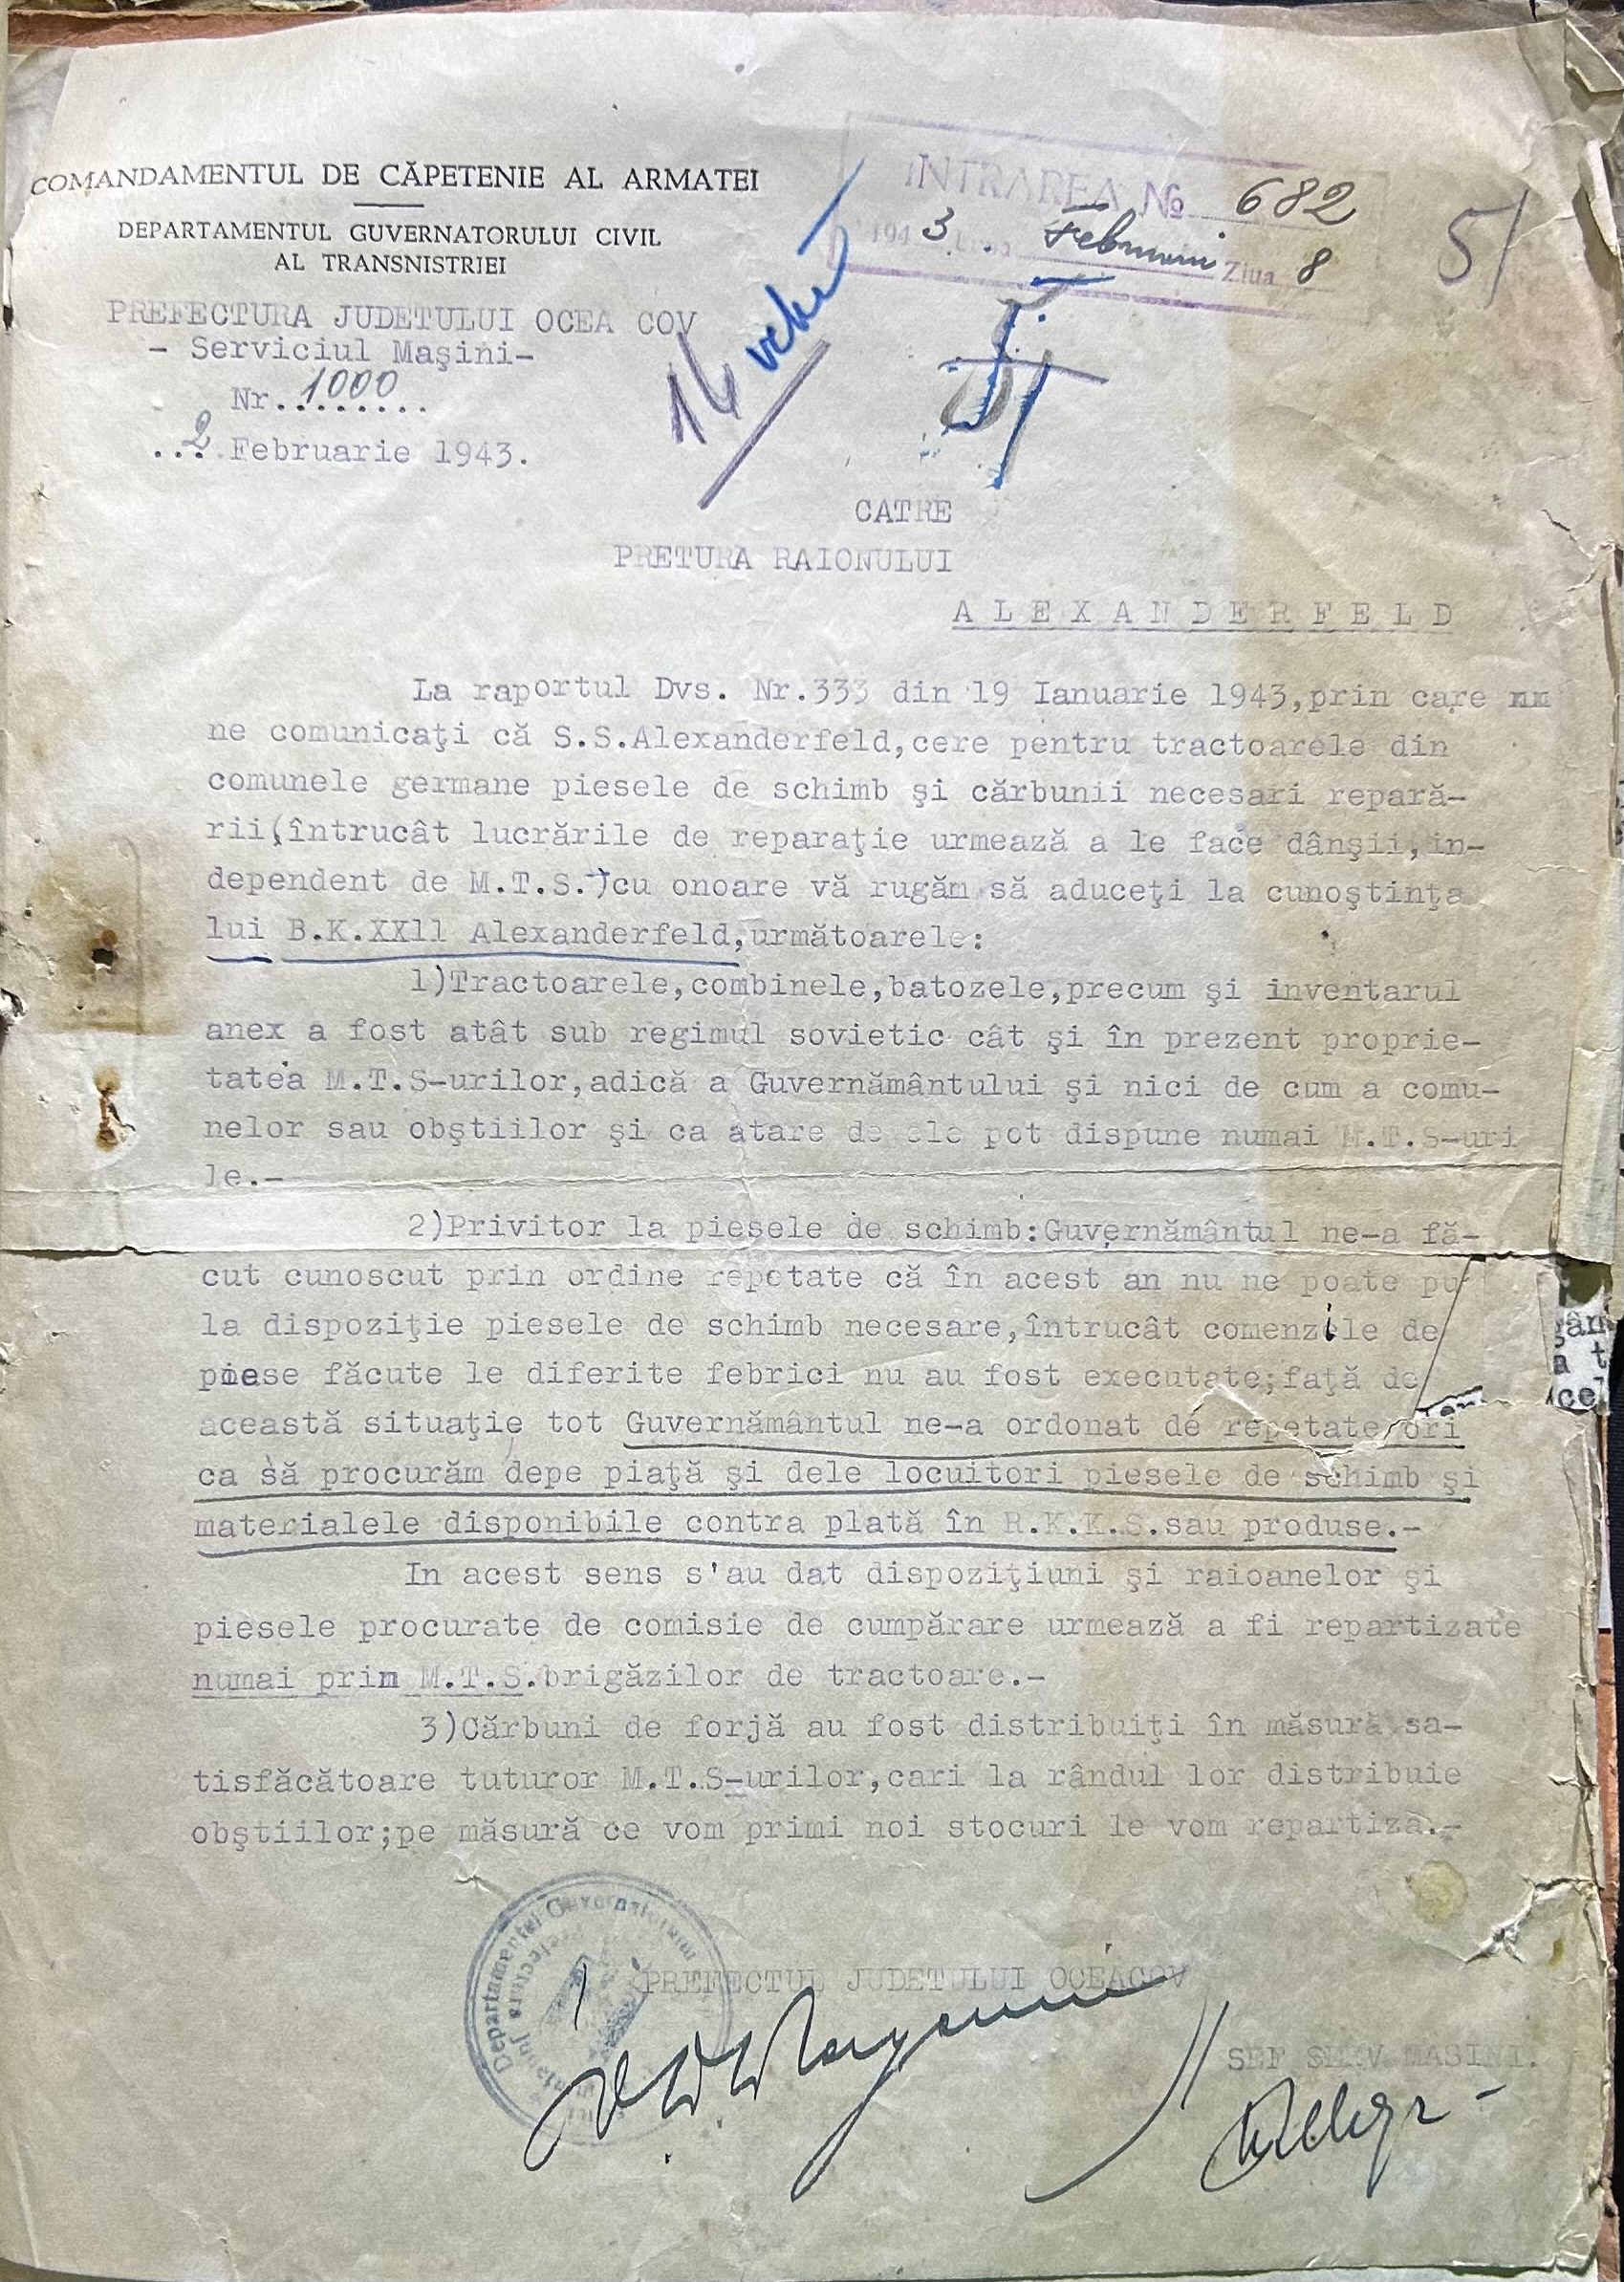 COMANDAMENTUL DE CĂPETENIE AL ARMATEI
DEPARTAMENTUL GUVERNATORULUI CIVIL
AL TRANSNISTRIEI
PREFECTURA JUDETULUI OCEA COV
- Serviciul Maşini-
Nr.1000
2 Februarie 1943.
INTRAREA № 682
1943 Luna Februarie Ziua 8
51
14
CATRE
PRETURA RAIONULUI
ALEXANDERFELD
La raportul Dvs. Nr.333 din 19 Ianuarie 1943,prin care
ne comunicaţi că S.S.Alexanderfeld,cere pentru tractoarele din
comunele germane piesele de schimb şi cărbunii necesari repară-
rii(întrucât lucrările de reparaţie urmează a le face dânşii,in-
dependent de M.T.S.-)cu onoare vă rugăm să aduceţi la cunoştinţa
lui B.K.XXll Alexanderfeld,următoarele:
1)Tractoarele,combinele,batozele,precum şi inventarul
anex a fost atât sub regimul sovietic cât şi în prezent proprie-
tatea M.T.S-urilor,adică a Guvernământului şi nici de cum a comu-
nelor sau obştiilor şi ca atare de ele pot dispune numai M.T.S-uri
le.-
2)Privitor la piesele de schimb:Guvernământul ne-a fă-
cut cunoscut prin ordine repetate că în acest an nu ne poate pu
la dispoziţie piesele de schimb necesare,întrucât comenzile de
piese făcute le diferite febrici nu au fost executate;faţă de
această situaţie tot Guvernământul ne-a ordonat de repetate ori
ca să procurăm depe piaţă şi dele locuitori piesele de schimb şi
materialele disponibile contra plată în R.K.K.S.sau produse.-
In acest sens s'au dat dispoziţiuni şi raioanelor şi
piesele procurate de comisie de cumpărare urmează a fi repartizate
numai prin M.T.S.brigăzilor de tractoare.-
3)Cărbuni de forjă au fost distribuiţi în măsură sa-
tisfăcătoare tuturor M.T.S-urilor,cari la rândul lor distribuie
obştiilor;pe măsură ce vom primi noi stocuri le vom repartiza.-
PREFECTUL JUDETULUI OCEACOV
SEF SERV MASINI.